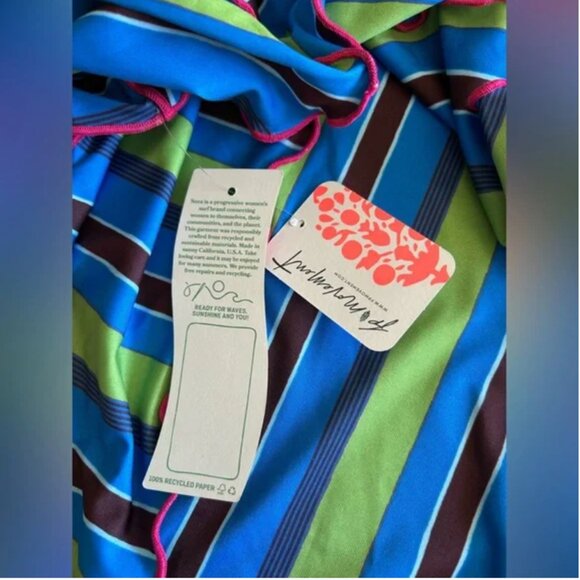 Nora is a progressive women's
surf brand connecting
women to themselves, their
communities, and the planet.
This garment was responsibly
crafted from recycled and
sustainable materials. Made in
sunny California, U.S.A. Take
loving care and it may be enjoyed
for many summers. We provide
free repairs and recycling.
READY FOR WAVES,
SUNSHINE AND YOU!
100% RECYCLED PAPER
Movement